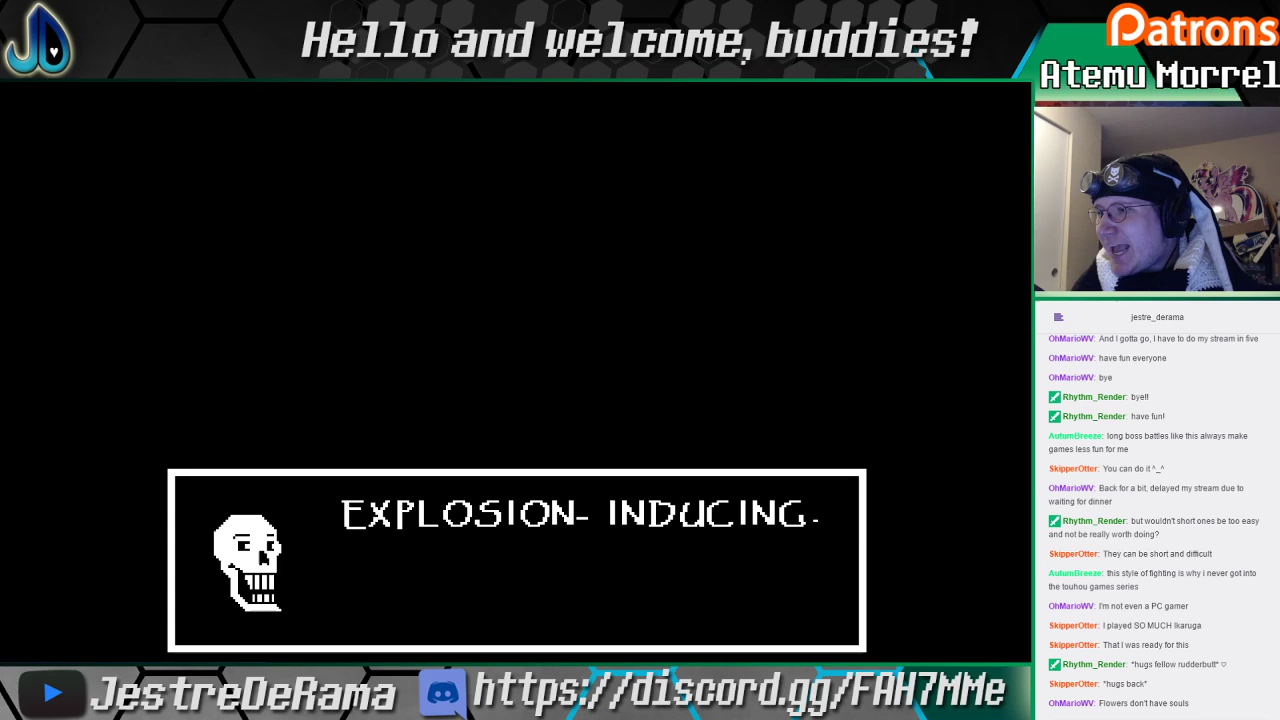 JD
Hello and welcome, buddies!
Patrons
Atemu Morrel
EXPLOSION- INDUCING.
jestre_derama
OhMarioWV: And I gotta go, I have to do my stream in five
OhMarioWV: have fun everyone
OhMarioWV: bye
Rhythm_Render: bye!!
Rhythm_Render: have fun!
AutumBreeze: long boss battles like this always make
games less fun for me
SkipperOtter: You can do it ^_^
OhMarioWV: Back for a bit, delayed my stream due to
waiting for dinner
Rhythm_Render: but wouldn't short ones be too easy
and not be really worth doing?
SkipperOtter: They can be short and difficult
AutumBreeze: this style of fighting is why i never got into
the touhou games series
OhMarioWV: I'm not even a PC gamer
SkipperOtter: I played SO MUCH Ikaruga
SkipperOtter: That I was ready for this
Rhythm_Render: *hugs fellow rudderbutt* ♡
SkipperOtter: *hugs back*
OhMarioWV: Flowers don't have souls
JestreDeRama
https://discord.gg/FAH7MMe